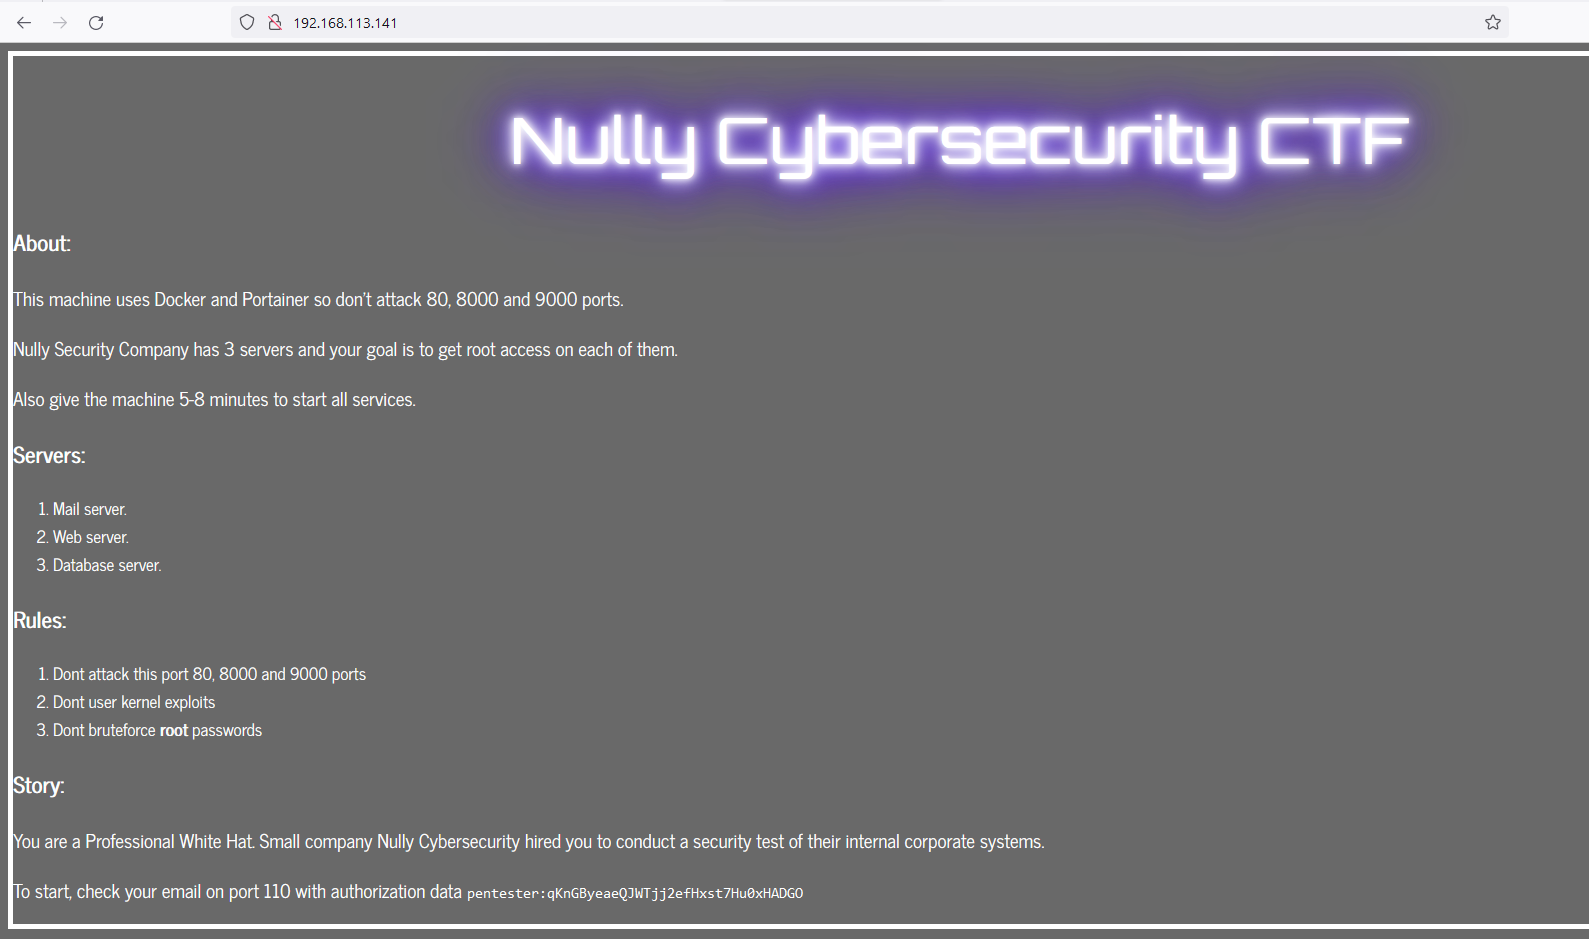 192.168.113.141
Nully Cybersecurity CTF
About:
This machine uses Docker and Portainer so don't attack 80, 8000 and 9000 ports.
Nully Security Company has 3 servers and your goal is to get root access on each of them.
Also give the machine 5-8 minutes to start all services.
Servers:
1. Mail server.
2. Web server.
3. Database server.
Rules:
1. Dont attack this port 80, 8000 and 9000 ports
2. Dont user kernel exploits
3. Dont bruteforce root passwords
Story:
You are a Professional White Hat. Small company Nully Cybersecurity hired you to conduct a security test of their internal corporate systems.
To start, check your email on port 110 with authorization data pentester:qKnGByeaeQJWTjj2efHxst7Hu0xHADGO